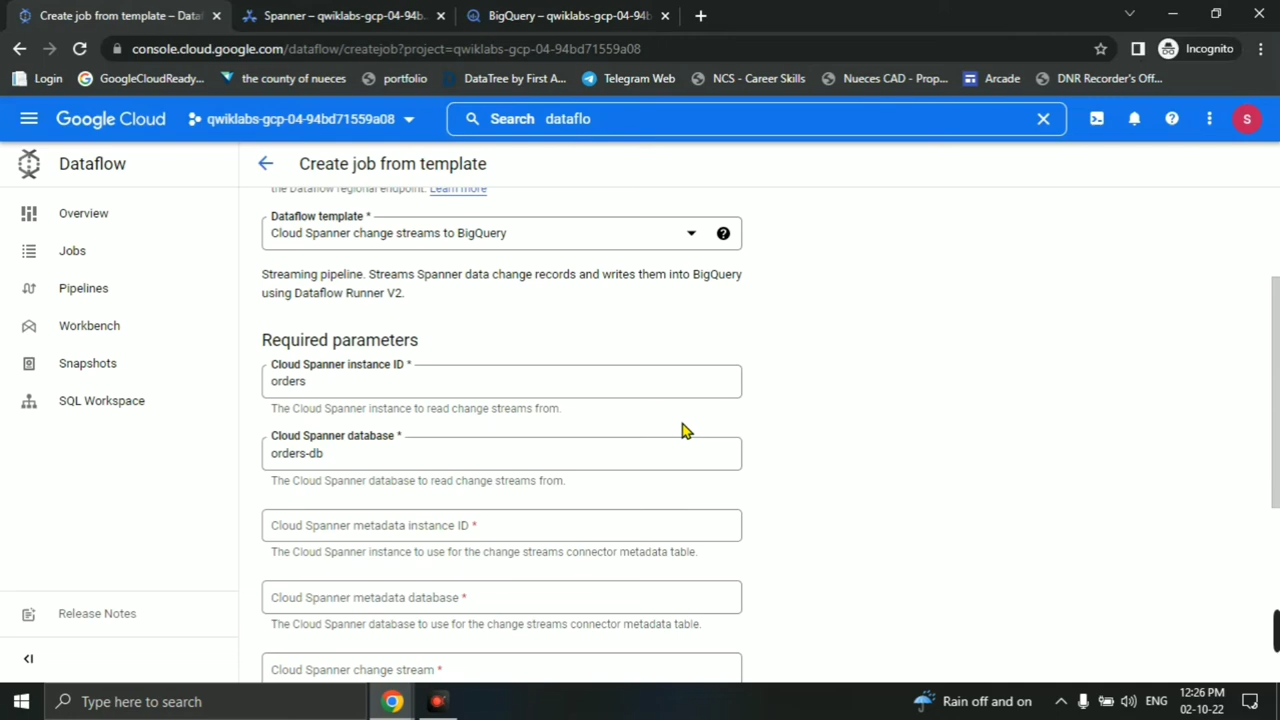 Create job from template – Data
Spanner – qwiklabs-gcp-04-94b
BigQuery – qwiklabs-gcp-04-94b
console.cloud.google.com/dataflow/createjob?project=qwiklabs-gcp-04-94bd71559a08
Incognito
Login
GoogleCloudReady...
the county of nueces
portfolio
DataTree by First A...
Telegram Web
NCS - Career Skills
Nueces CAD - Prop...
Arcade
DNR Recorder's Off...
Google Cloud
qwiklabs-gcp-04-94bd71559a08
Search dataflo
S
Dataflow
Create job from template
Overview
Jobs
Pipelines
Workbench
Snapshots
SQL Workspace
Release Notes
the Dataflow regional endpoint. Learn more
Dataflow template *
Cloud Spanner change streams to BigQuery
Streaming pipeline. Streams Spanner data change records and writes them into BigQuery
using Dataflow Runner V2.
Required parameters
Cloud Spanner instance ID *
orders
The Cloud Spanner instance to read change streams from.
Cloud Spanner database *
orders-db
The Cloud Spanner database to read change streams from.
Cloud Spanner metadata instance ID *
The Cloud Spanner instance to use for the change streams connector metadata table.
Cloud Spanner metadata database *
The Cloud Spanner database to use for the change streams connector metadata table.
Cloud Spanner change stream *
Type here to search
Rain off and on
ENG
12:26 PM
02-10-22